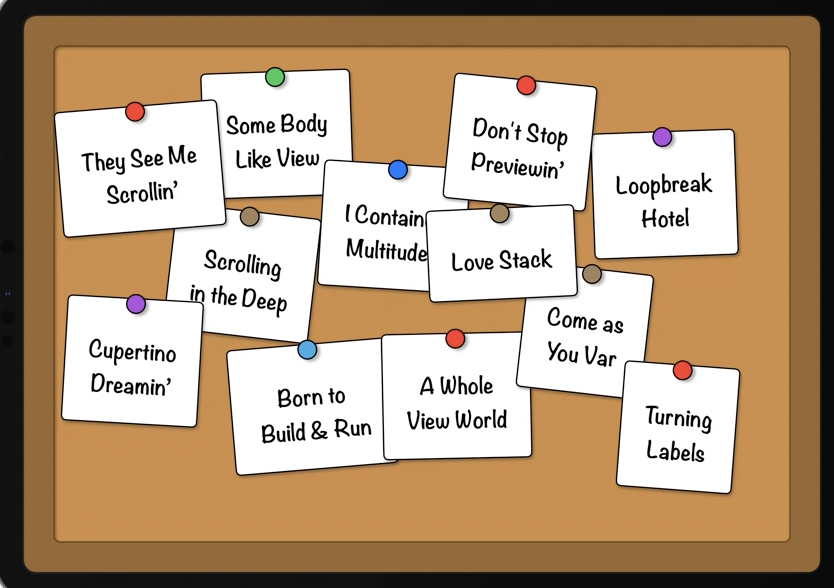 Some Body
Like View
They See Me
Scrollin'
Don't Stop
Previewin'
Loopbreak
Hotel
I Contain
Multitude
Love Stack
Scrolling
in the Deep
Come as
You Var
Cupertino
Dreamin'
Born to
Build & Run
A Whole
View World
Turning
Labels